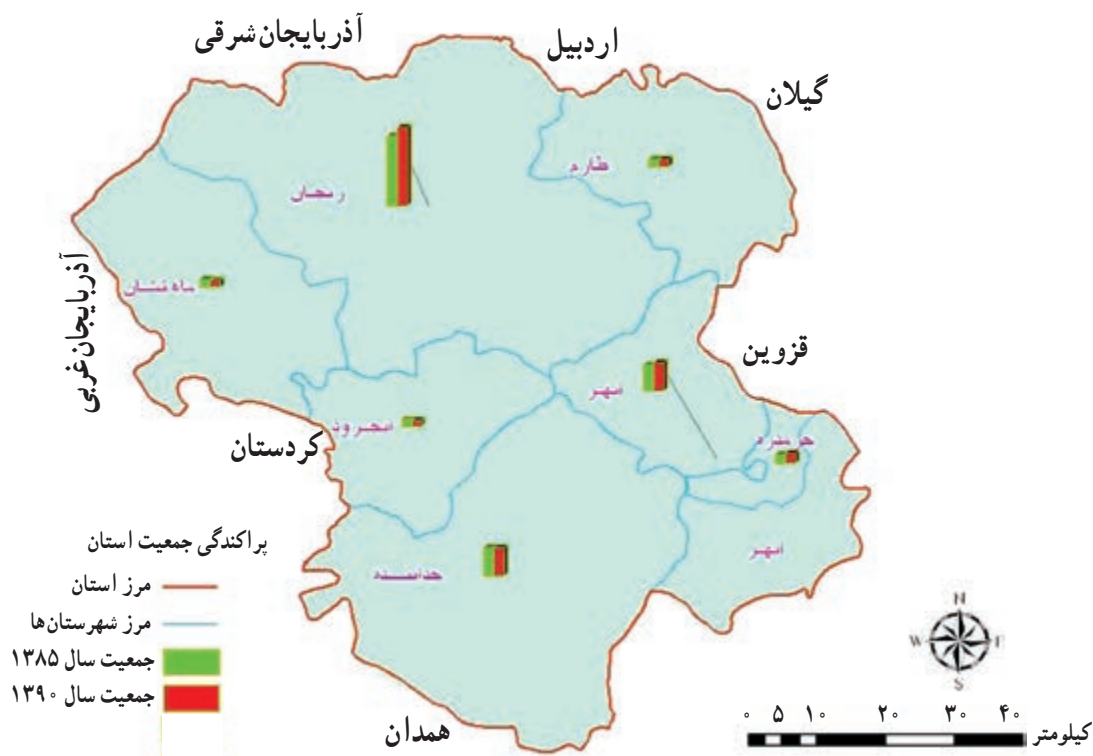 آذربایجان شرقی
اردبیل
گیلان
طارم
زنجان
ماه نشان
آذربایجان غربی
قزوین
ابهر
خرمدره
ایجرود
کردستان
ابهر
خدابنده
پراکندگی جمعیت استان
مرز استان
مرز شهرستان‌ها
جمعیت سال ۱۳۸۵
جمعیت سال ۱۳۹۰
همدان
N
W E
S
۰ ۵ ۱۰ ۲۰ ۳۰ ۴۰
کیلومتر